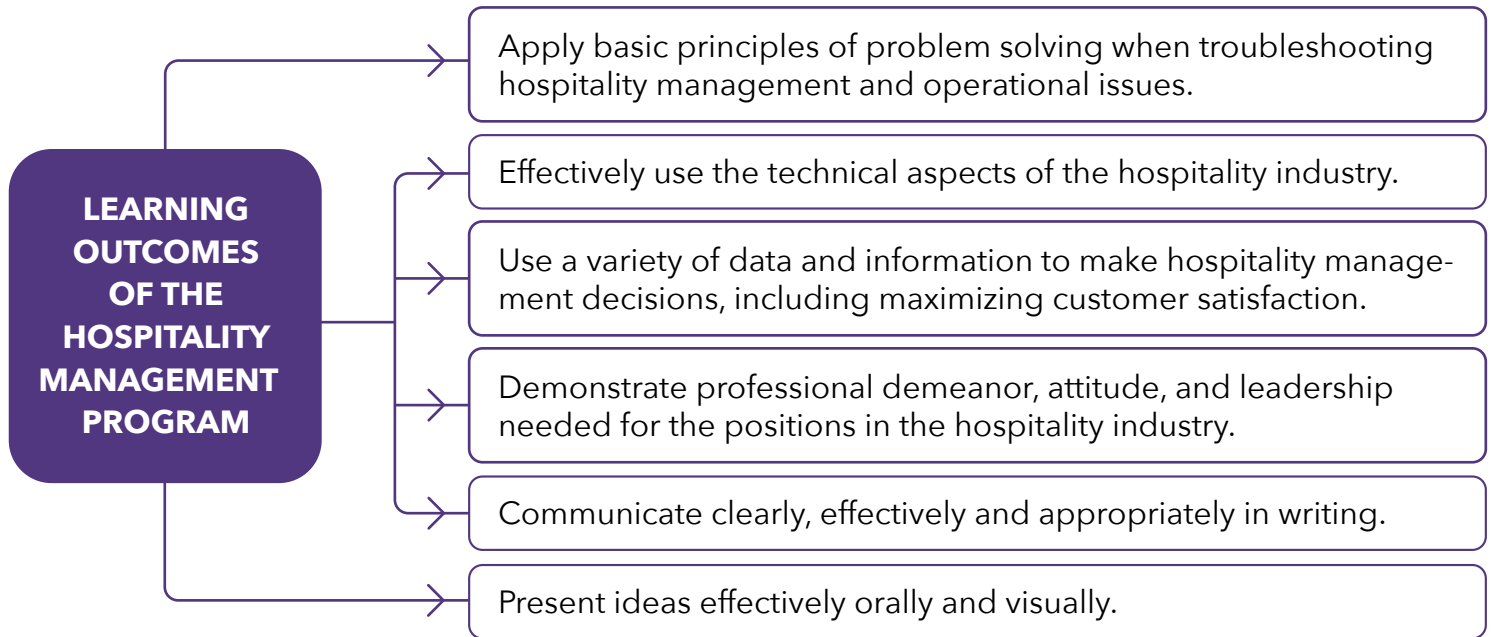 LEARNING
OUTCOMES
OF THE
HOSPITALITY
MANAGEMENT
PROGRAM
Apply basic principles of problem solving when troubleshooting
hospitality management and operational issues.
Effectively use the technical aspects of the hospitality industry.
Use a variety of data and information to make hospitality manage-
ment decisions, including maximizing customer satisfaction.
Demonstrate professional demeanor, attitude, and leadership
needed for the positions in the hospitality industry.
Communicate clearly, effectively and appropriately in writing.
Present ideas effectively orally and visually.